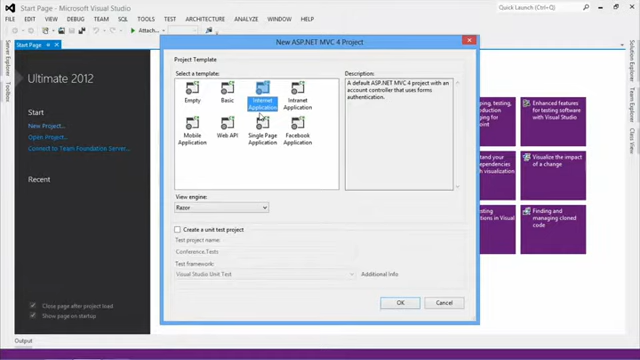 Start Page - Microsoft Visual Studio
Quick Launch (Ctrl+Q)
FILE EDIT VIEW DEBUG TEAM SQL TOOLS TEST ARCHITECTURE ANALYZE WINDOW HELP
Attach...
Start Page
New ASP.NET MVC 4 Project
Project Template
Select a template:
Description:
Empty
Basic
Internet Application
Intranet Application
Mobile Application
Web API
Single Page Application
Facebook Application
A default ASP.NET MVC 4 project with an
account controller that uses forms
authentication.
View engine:
Razor
Create a unit test project
Test project name:
Conference.Tests
Test framework:
Visual Studio Unit Test
Additional Info
OK
Cancel
Ultimate 2012
Start
New Project...
Open Project...
Connect to Team Foundation Server...
Recent
Close page after project load
Show page on startup
Enhanced features
for testing software
with Visual Studio
Visualize the impact
of a change
Finding and
managing cloned
code
Server Explorer
Toolbox
Solution Explorer
Team Explorer
Class View
Output